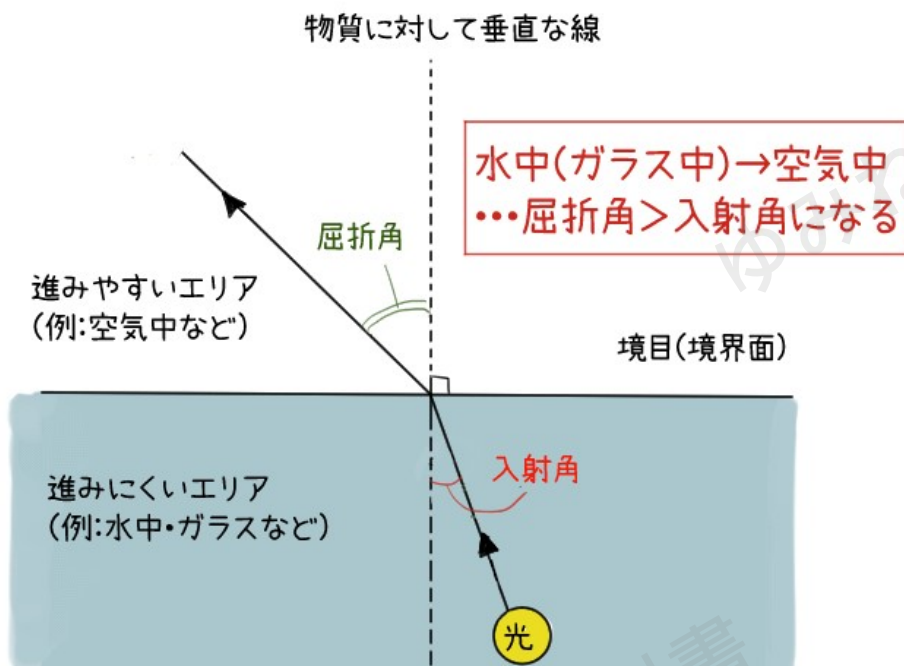 物質に対して垂直な線
水中(ガラス中)→空気中
•••屈折角>入射角になる
屈折角
進みやすいエリア
(例:空気中など)
境目(境界面)
入射角
進みにくいエリア
(例:水中•ガラスなど)
光